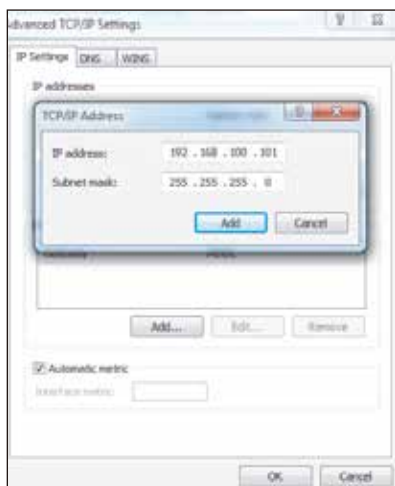 Advanced TCP/IP Settings
IP Settings DNS WINS
IP addresses
TCP/IP Address
IP address: 192 . 168 . 100 . 101
Subnet mask: 255 . 255 . 255 . 0
Add Cancel
Add... Edit... Remove
Automatic metric
Interface metric:
OK Cancel